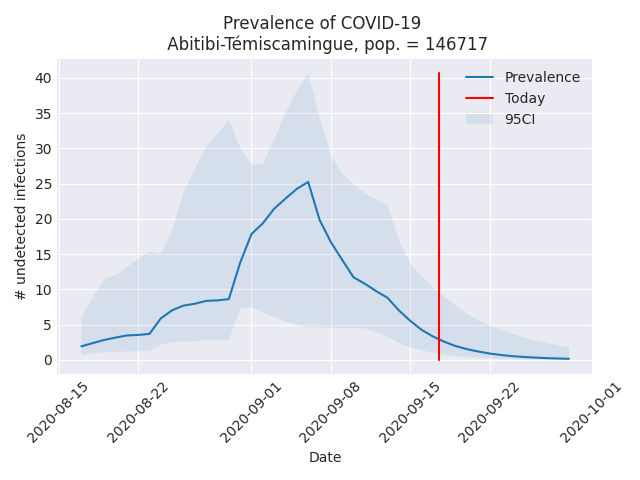 Prevalence of COVID-19
Abitibi-Témiscamingue, pop. = 146717
Prevalence
Today
95CI
# undetected infections
40
35
30
25
20
15
10
5
0
2020-08-15
2020-08-22
2020-09-01
2020-09-08
2020-09-15
2020-09-22
2020-10-01
Date